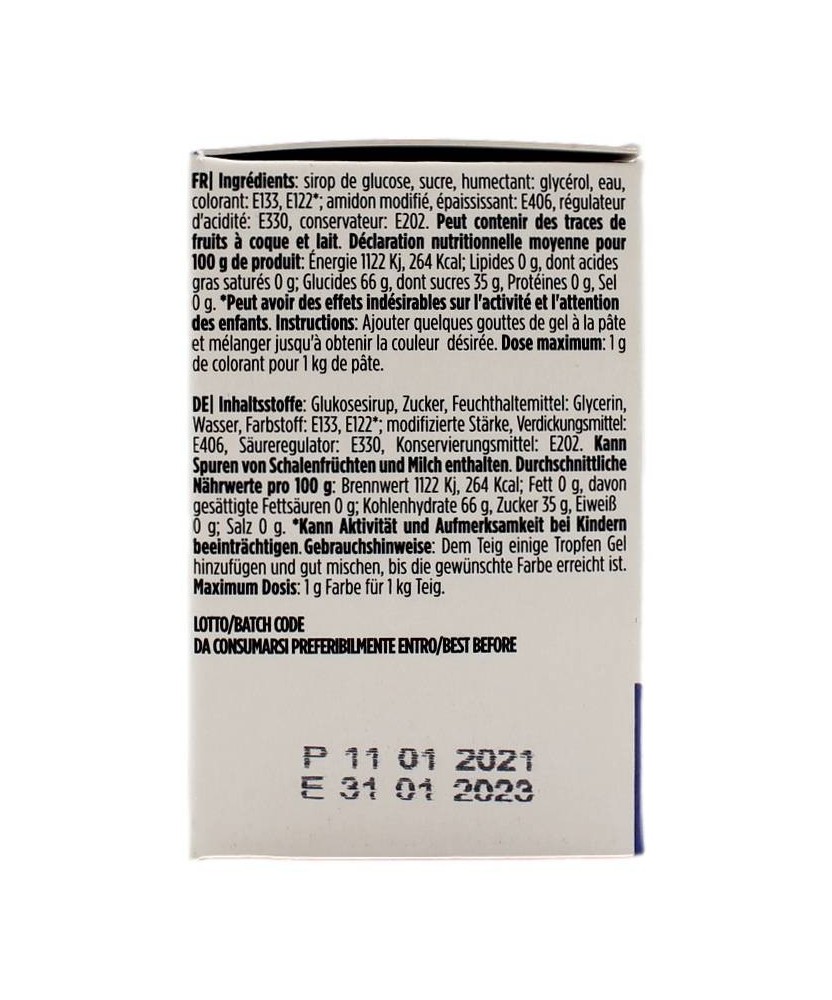 FR| Ingrédients: sirop de glucose, sucre, humectant: glycérol, eau,
colorant: E133, E122*; amidon modifié, épaississant: E406, régulateur
d'acidité: E330, conservateur: E202. Peut contenir des traces de
fruits à coque et lait. Déclaration nutritionnelle moyenne pour
100 g de produit: Énergie 1122 Kj, 264 Kcal; Lipides 0 g, dont acides
gras saturés 0 g; Glucides 66 g, dont sucres 35 g, Protéines 0 g, Sel
0 g. *Peut avoir des effets indésirables sur l'activité et l'attention
des enfants. Instructions: Ajouter quelques gouttes de gel à la pâte
et mélanger jusqu'à obtenir la couleur désirée. Dose maximum: 1 g
de colorant pour 1 kg de pâte.
DE| Inhaltsstoffe: Glukosesirup, Zucker, Feuchthaltemittel: Glycerin,
Wasser, Farbstoff: E133, E122*; modifizierte Stärke, Verdickungsmittel:
E406, Säureregulator: E330, Konservierungsmittel: E202. Kann
Spuren von Schalenfrüchten und Milch enthalten. Durchschnittliche
Nährwerte pro 100 g: Brennwert 1122 Kj, 264 Kcal; Fett 0 g, davon
gesättigte Fettsäuren 0 g; Kohlenhydrate 66 g, Zucker 35 g, Eiweiß
0 g; Salz 0 g. *Kann Aktivität und Aufmerksamkeit bei Kindern
beeinträchtigen. Gebrauchshinweise: Dem Teig einige Tropfen Gel
hinzufügen und gut mischen, bis die gewünschte Farbe erreicht ist.
Maximum Dosis: 1 g Farbe für 1 kg Teig.
LOTTO/BATCH CODE
DA CONSUMARSI PREFERIBILMENTE ENTRO/BEST BEFORE
P 11 01 2021
E 31 01 2023